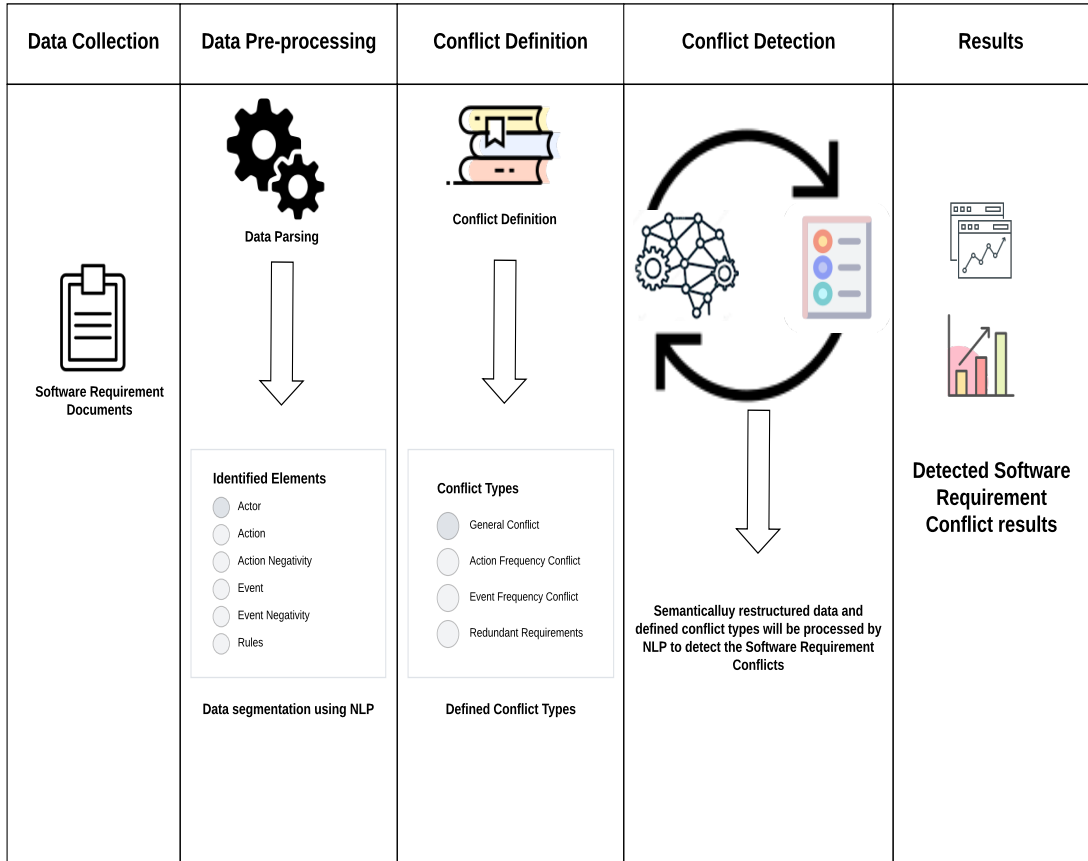 Data Collection
Data Pre-processing
Conflict Definition
Conflict Detection
Results
Software Requirement
Documents
Data Parsing
Identified Elements
Actor
Action
Action Negativity
Event
Event Negativity
Rules
Data segmentation using NLP
Conflict Definition
Conflict Types
General Conflict
Action Frequency Conflict
Event Frequency Conflict
Redundant Requirements
Defined Conflict Types
Semanticalluy restructured data and
defined conflict types will be processed by
NLP to detect the Software Requirement
Conflicts
Detected Software
Requirement
Conflict results